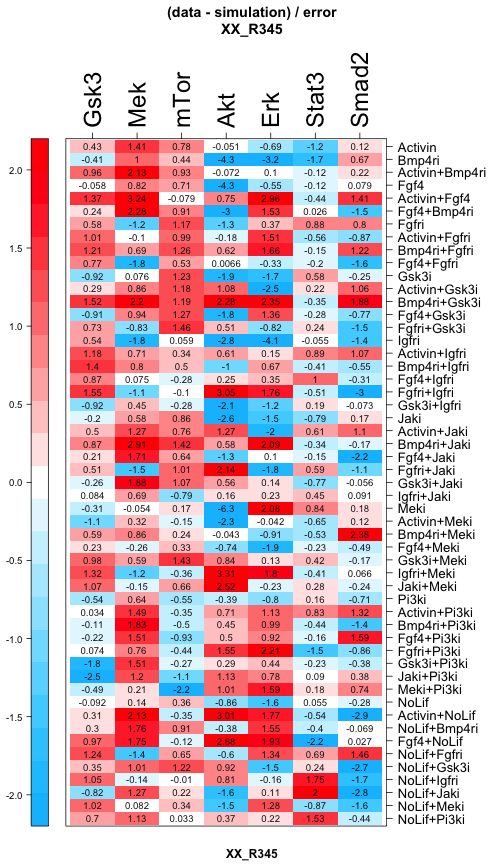 (data - simulation) / error
XX_R345
Gsk3 Mek mTor Akt Erk Stat3 Smad2
0.43 1.41 0.78 -0.051 -0.69 -1.2 0.12 Activin
-0.41 1 0.44 -4.3 -3.2 -1.7 0.67 Bmp4ri
0.96 2.13 0.93 -0.072 0.1 -0.12 0.22 Activin+Bmp4ri
-0.058 0.82 0.71 -4.3 -0.55 -0.12 0.079 Fgf4
1.37 3.24 -0.079 0.75 2.96 -0.44 1.41 Activin+Fgf4
0.24 2.28 0.91 -3 1.53 0.026 -1.5 Fgf4+Bmp4ri
0.58 -1.2 1.17 -1.3 0.37 0.88 0.8 Fgfri
1.01 -0.1 0.99 -0.18 1.51 -0.56 -0.87 Activin+Fgfri
1.21 0.69 1.26 0.62 1.66 -0.15 1.22 Bmp4ri+Fgfri
0.77 -1.8 0.53 0.0066 -0.33 -0.2 -1.6 Fgf4+Fgfri
-0.92 0.076 1.23 -1.9 -1.7 0.58 -0.25 Gsk3i
0.29 0.86 1.18 1.08 -2.5 0.22 1.06 Activin+Gsk3i
1.52 2.2 1.19 2.28 2.35 -0.35 1.88 Bmp4ri+Gsk3i
-0.91 0.94 1.27 -1.8 1.36 -0.28 -0.77 Fgf4+Gsk3i
0.73 -0.83 1.46 0.51 -0.82 0.24 -1.5 Fgfri+Gsk3i
0.54 -1.8 0.059 -2.8 -4.1 -0.055 -1.4 Igfri
1.18 0.71 0.34 0.61 0.15 0.89 1.07 Activin+Igfri
1.4 0.8 0.5 -1 0.67 -0.41 -0.55 Bmp4ri+Igfri
0.87 0.075 -0.28 0.25 0.35 1 -0.31 Fgf4+Igfri
1.55 -1.1 -0.1 3.05 1.76 -0.51 -3 Fgfri+Igfri
-0.92 0.45 -0.28 -2.1 -1.2 0.19 -0.073 Gsk3i+Igfri
-0.2 0.58 0.86 -2.6 -1.5 -0.79 0.17 Jaki
0.5 1.27 0.76 1.27 -2 0.61 1.1 Activin+Jaki
0.87 2.91 1.42 0.58 2.09 -0.34 -0.17 Bmp4ri+Jaki
0.21 1.71 0.64 -1.3 0.1 -0.15 -2.2 Fgf4+Jaki
0.51 -1.5 1.01 2.14 -1.8 0.59 -1.1 Fgfri+Jaki
-0.26 1.88 1.07 0.56 0.28 -0.77 -0.056 Gsk3i+Jaki
0.084 0.69 -0.79 0.16 0.23 0.45 0.091 Igfri+Jaki
-0.31 -0.054 0.17 -6.3 2.08 0.84 0.18 Meki
-1.1 0.32 -0.15 -2.3 -0.042 -0.65 0.12 Activin+Meki
0.59 0.86 0.24 -0.043 -0.91 -0.53 2.38 Bmp4ri+Meki
0.23 -0.26 0.33 -0.74 -1.9 -0.23 -0.49 Fgf4+Meki
0.98 0.59 1.43 0.84 0.13 0.42 -0.17 Gsk3i+Meki
1.32 -1.2 -0.36 3.31 1.8 -0.41 0.066 Igfri+Meki
1.07 -0.15 -0.66 2.52 -0.23 0.28 -0.24 Jaki+Meki
-0.54 0.64 -0.55 -0.39 -0.8 0.16 -0.71 Pi3ki
0.034 1.49 -0.35 0.71 1.13 0.83 1.32 Activin+Pi3ki
-0.11 1.83 -0.5 0.45 0.99 -0.44 -1.4 Bmp4ri+Pi3ki
-0.22 1.51 -0.93 0.5 0.92 -0.16 1.59 Fgf4+Pi3ki
0.074 0.76 -0.44 1.55 2.21 -1.5 -0.86 Fgfri+Pi3ki
-1.8 1.51 -0.27 0.29 0.44 -0.23 -0.38 Gsk3i+Pi3ki
-2.5 1.2 -1.1 1.13 0.78 0.09 0.38 Jaki+Pi3ki
-0.49 0.21 -2.2 1.01 1.59 0.18 0.74 Meki+Pi3ki
-0.092 0.14 0.36 -0.86 -1.6 0.055 -0.28 NoLif
0.31 2.13 -0.35 3.01 1.77 -0.54 -2.9 Activin+NoLif
0.3 1.76 0.91 -0.38 1.55 -0.4 -0.069 NoLif+Bmp4ri
0.97 1.75 -0.12 2.69 1.93 -2.2 0.027 Fgf4+NoLif
1.24 -1.4 0.65 -0.6 1.34 0.69 1.46 NoLif+Fgfri
0.35 1.01 1.22 0.92 -1.5 0.24 -2.7 NoLif+Gsk3i
1.05 -0.14 -0.01 0.81 -0.16 1.75 -1.7 NoLif+Igfri
-0.82 1.27 0.22 -1.6 0.11 2 -2.8 NoLif+Jaki
1.02 0.082 0.34 -1.5 1.28 -0.87 -1.6 NoLif+Meki
0.7 1.13 0.033 0.37 0.22 1.53 -0.44 NoLif+Pi3ki
2.0
1.5
1.0
0.5
0.0
-0.5
-1.0
-1.5
-2.0
XX_R345